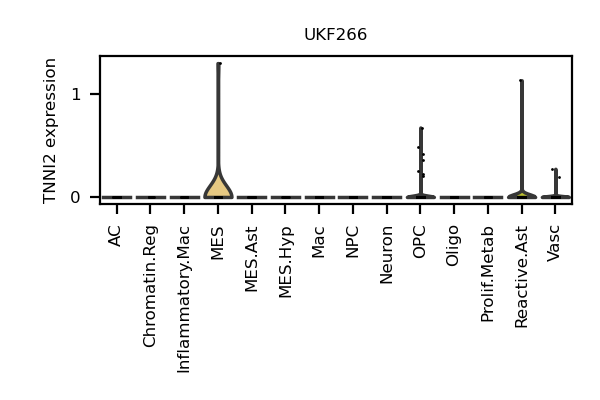 UKF266
TNNI2 expression
1
0
AC
Chromatin.Reg
Inflammatory.Mac
MES
MES.Ast
MES.Hyp
Mac
NPC
Neuron
OPC
Oligo
Prolif.Metab
Reactive.Ast
Vasc